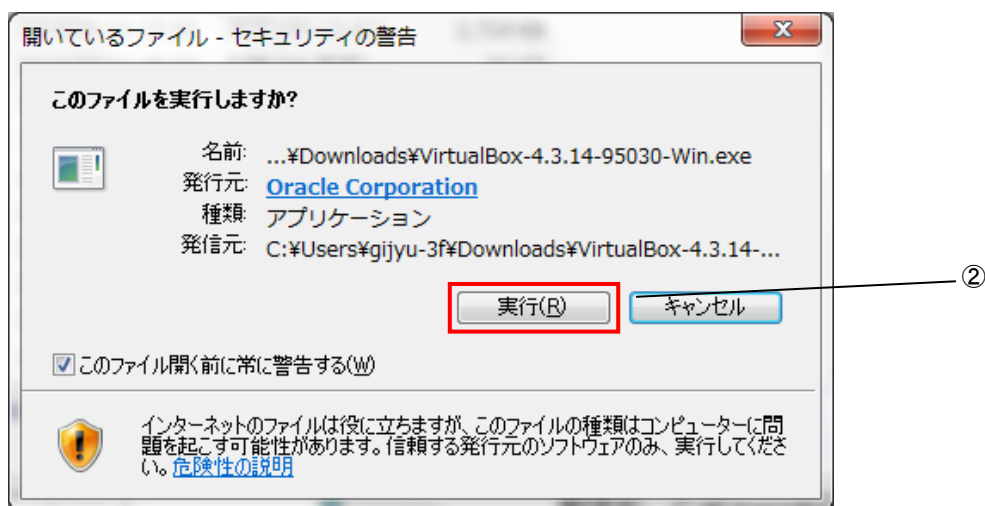 開いているファイル - セキュリティの警告
このファイルを実行しますか?
名前: ...¥Downloads¥VirtualBox-4.3.14-95030-Win.exe
発行元: Oracle Corporation
種類: アプリケーション
発信元: C:¥Users¥gijyu-3f¥Downloads¥VirtualBox-4.3.14-...
実行(R) キャンセル
②
このファイル開く前に常に警告する(W)
インターネットのファイルは役に立ちますが、このファイルの種類はコンピューターに問
題を起こす可能性があります。信頼する発行元のソフトウェアのみ、実行してくださ
い。危険性の説明